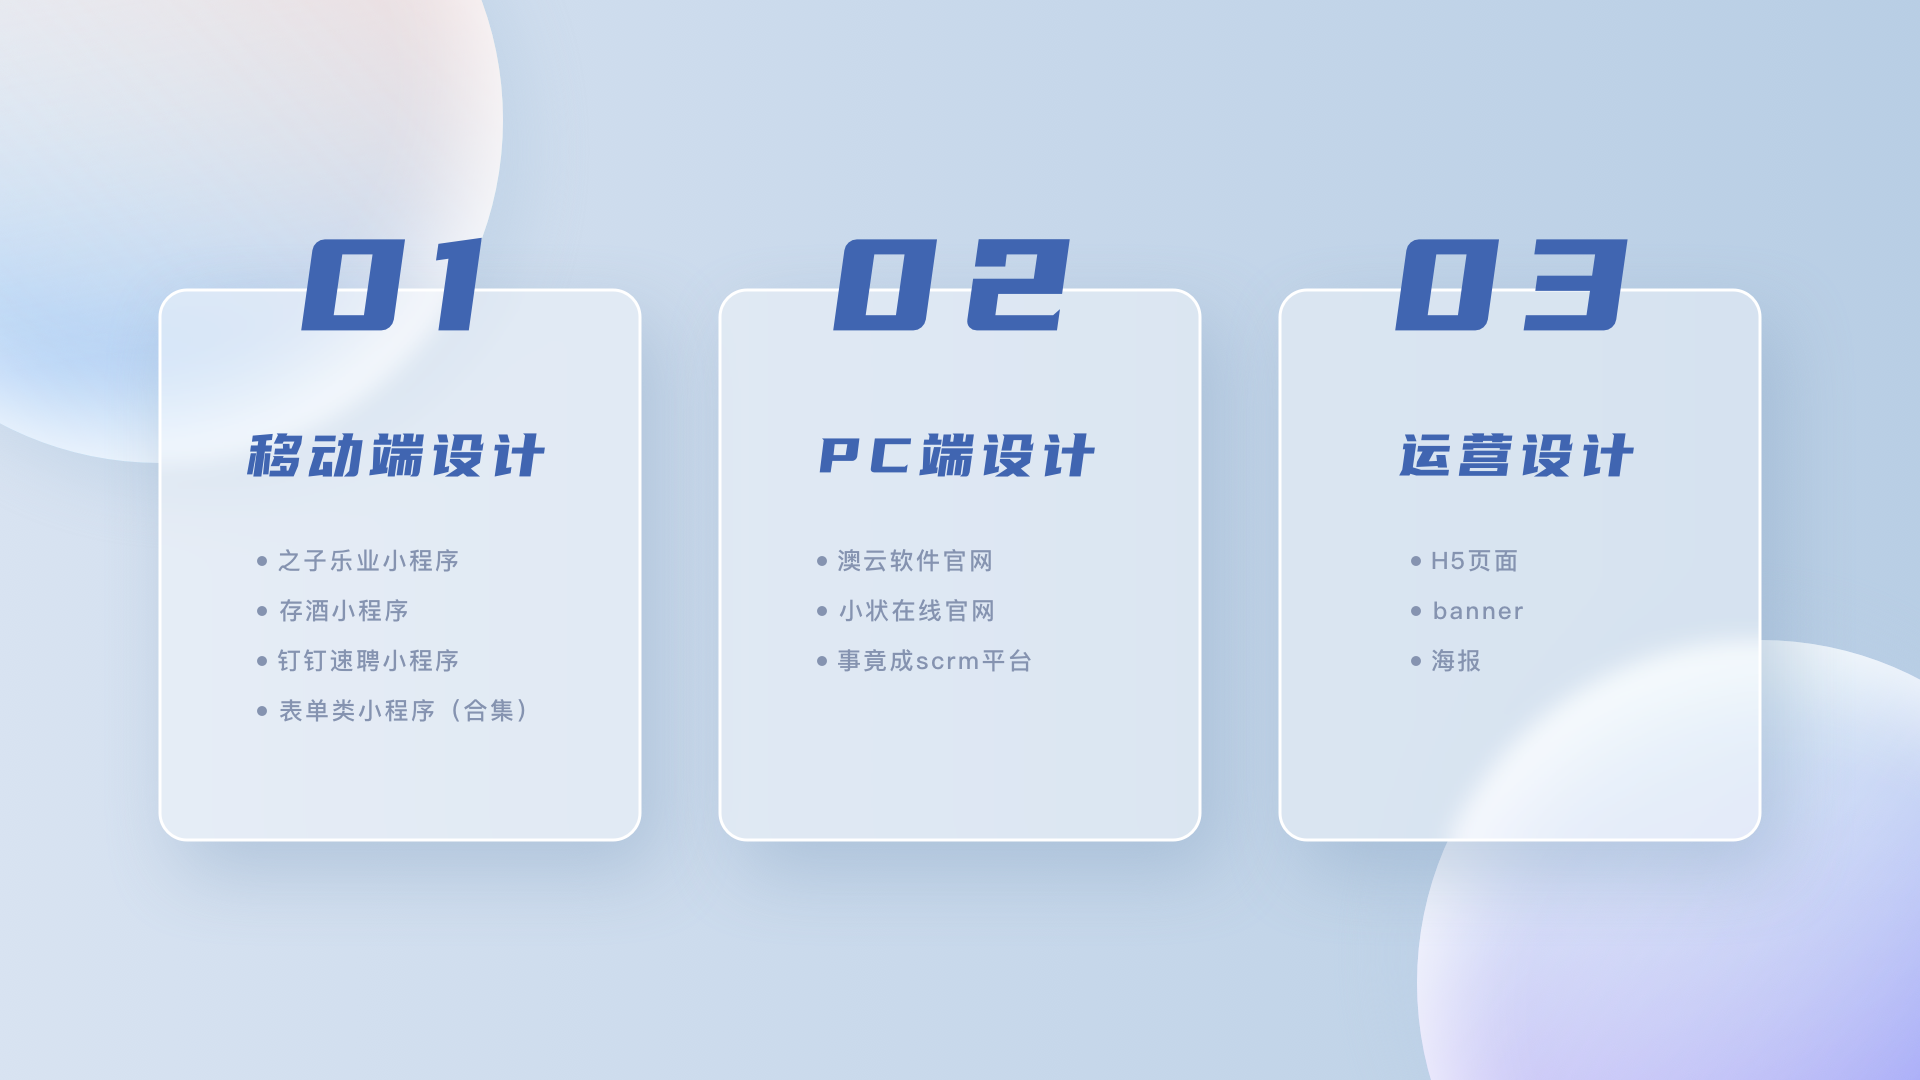 01
移动端设计
之子乐业小程序
存酒小程序
钉钉速聘小程序
表单类小程序（合集）
02
PC端设计
澳云软件官网
小状在线官网
事竟成scrm平台
03
运营设计
H5页面
banner
海报